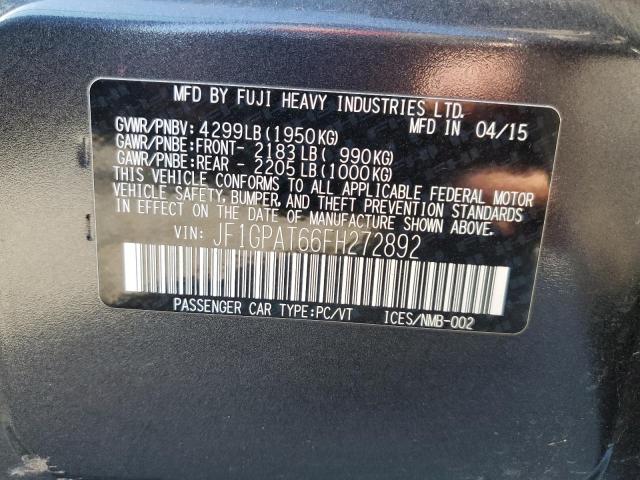 MFD BY FUJI HEAVY INDUSTRIES LTD.
GVWR/PNBV: 4299LB(1950KG) MFD IN 04/15
GAWR/PNBE:FRONT- 2183LB( 990KG)
GAWR/PNBE:REAR - 2205LB(1000KG)
THIS VEHICLE CONFORMS TO ALL APPLICABLE FEDERAL MOTOR
VEHICLE SAFETY, BUMPER, AND THEFT PREVENTION STANDARDS
IN EFFECT ON THE DATE OF MANUFACTURE SHOWN ABOVE.
VIN: JF1GPAT66FH272892
PASSENGER CAR TYPE:PC/VT ICES/NMB-002